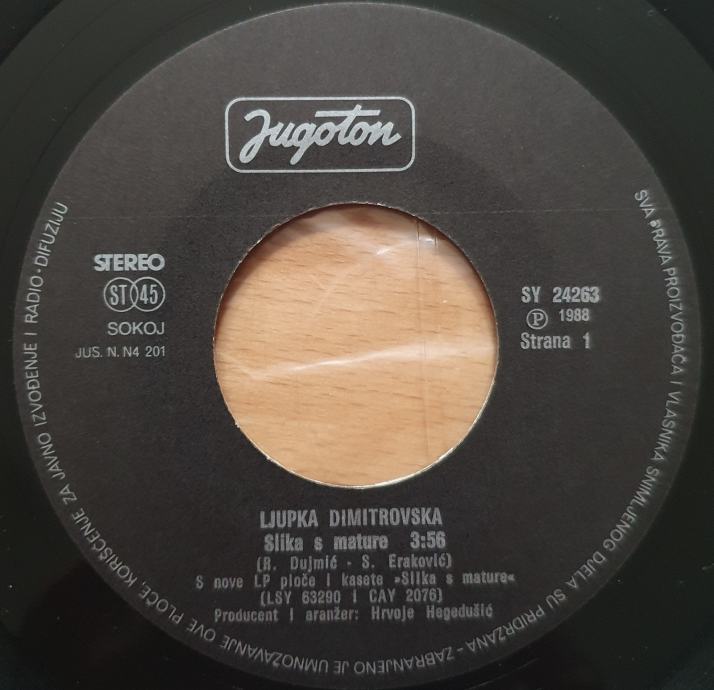 Jugoton
STEREO
ST 45
SOKOJ
JUS. N. N4 201
SY 24263
Ⓟ 1988
Strana 1
LJUPKA DIMITROVSKA
Slika s mature 3:56
(R. Dujmić - S. Eraković)
S nove LP ploče i kasete »Slika s mature«
(LSY 63290 i CAY 2076)
Producent i aranžer: Hrvoje Hegedušić
SVA PRAVA PROIZVOĐAČA I VLASNIKA SNIMLJENOG DJELA SU PRIDRŽANA - ZABRANJENO JE UMNOŽAVANJE OVE PLOČE, KORIŠĆENJE ZA JAVNO IZVOĐENJE I RADIO-DIFUZIJU